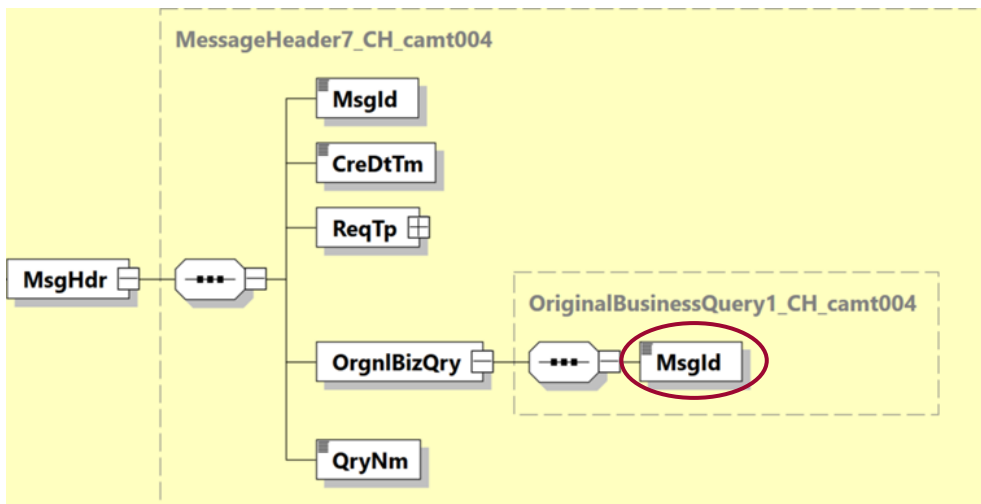 MessageHeader7_CH_camt004
MsgId
CreDtTm
ReqTp
MsgHdr
OriginalBusinessQuery1_CH_camt004
OrgnlBizQry
MsgId
QryNm